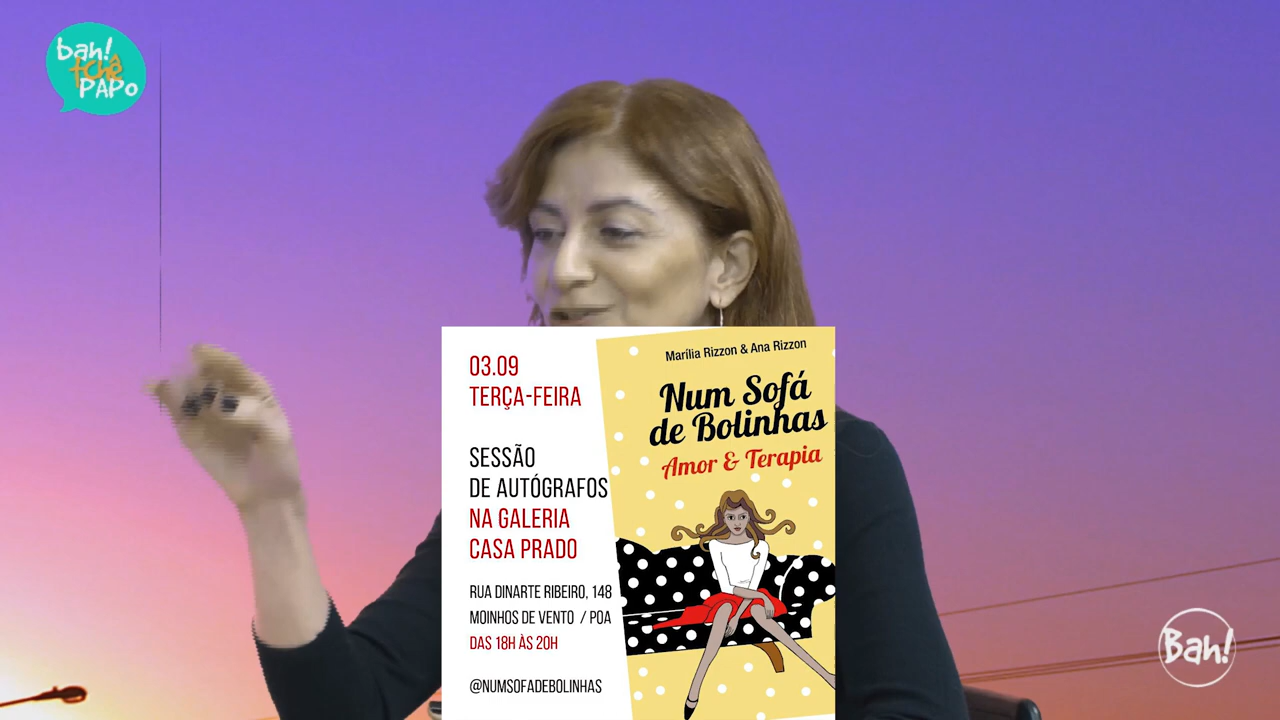 bah!
tchê
PAPO
03.09
TERÇA-FEIRA
SESSÃO
DE AUTÓGRAFOS
NA GALERIA
CASA PRADO
RUA DINARTE RIBEIRO, 148
MOINHOS DE VENTO / POA
DAS 18H ÀS 20H
@NUMSOFADEBOLINHAS
Marília Rizzon & Ana Rizzon
Num Sofá
de Bolinhas
Amor & Terapia
Bah!